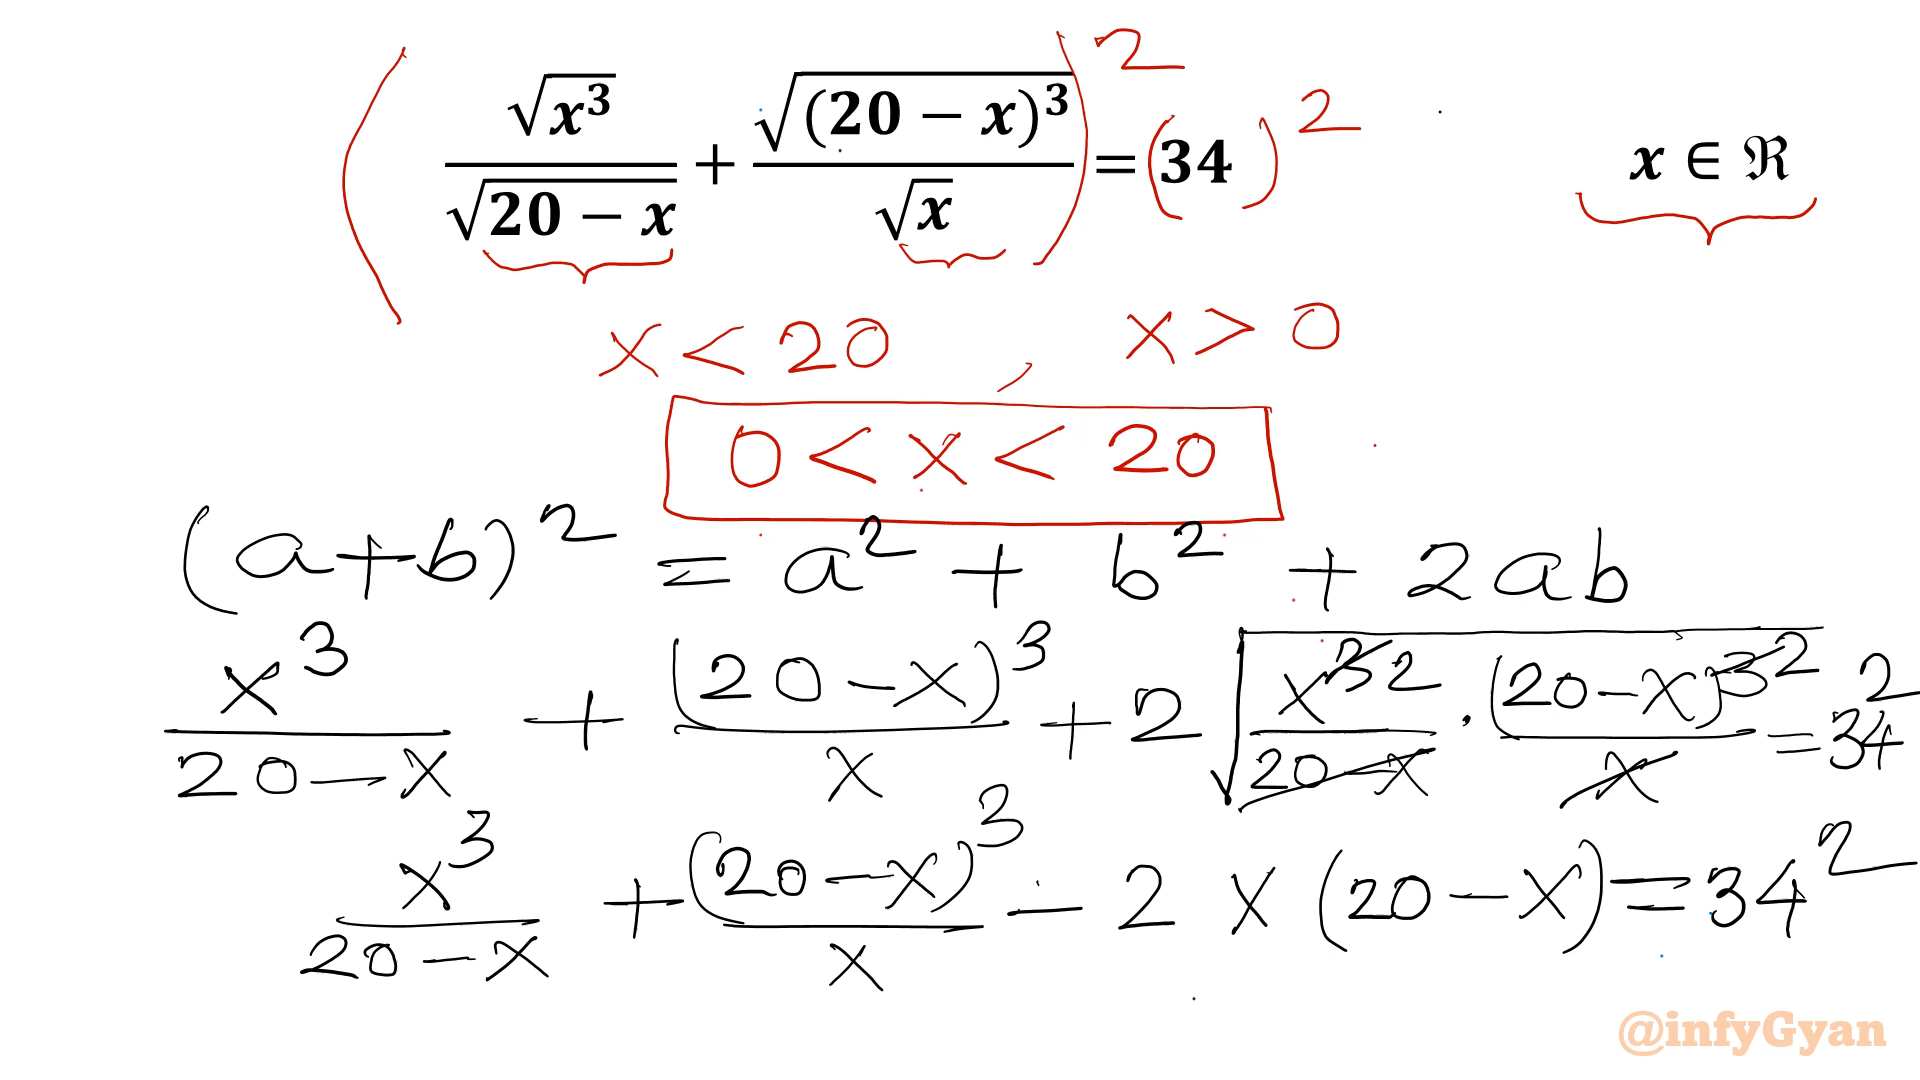 (√x³/√(20 − x) + √(20 − x)³/√x)² = (34)²    x ∈ ℜ
x < 20 , x > 0
0 < x < 20
(a+b)² = a² + b² + 2ab
x³/(20−x) + (20−x)³/x + 2√(x³²/(20−x) · (20−x)³²/x) = 34²
x³/(20−x) + (20−x)³/x − 2 x (20−x) = 34²
@infyGyan